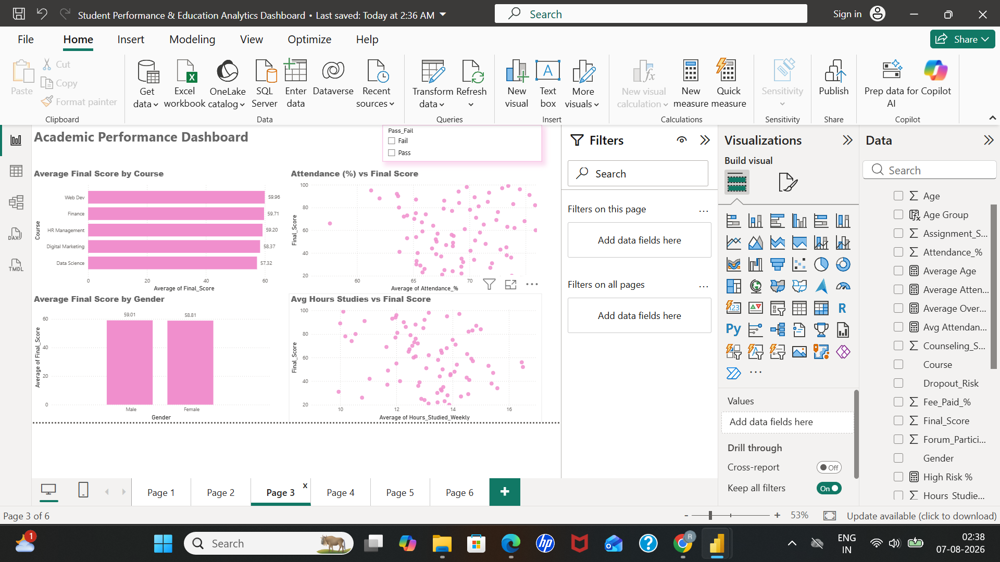 Student Performance & Education Analytics Dashboard • Last saved: Today at 2:36 AM
Search
Sign in
File Home Insert Modeling View Optimize Help
Share
Paste
Cut
Copy
Format painter
Clipboard
Get data
Excel workbook
OneLake catalog
SQL Server
Enter data
Dataverse
Recent sources
Data
Transform data
Refresh
Queries
New visual
Text box
More visuals
Insert
New visual calculation
New measure
Quick measure
Calculations
Sensitivity
Sensitivity
Publish
Share
Prep data for AI
Copilot
Copilot
Academic Performance Dashboard
Pass_Fail
Fail
Pass
Average Final Score by Course
Course
Web Dev 59.96
Finance 59.71
HR Management 59.20
Digital Marketing 58.37
Data Science 57.32
0 20 40 60
Average of Final_Score
Attendance (%) vs Final Score
Final_Score
100
80
60
40
20
60 65 70
Average of Attendance_%
Average Final Score by Gender
Average of Final_Score
60
40
20
0
59.01 58.81
Male Female
Gender
Avg Hours Studies vs Final Score
Final_Score
100
80
60
40
20
10 12 14 16
Average of Hours_Studied_Weekly
Filters
Search
Filters on this page ...
Add data fields here
Filters on all pages ...
Add data fields here
Visualizations
Build visual
123
R
Py
...
Values
Add data fields here
Drill through
Cross-report Off
Keep all filters On
Data
Search
Age
Age Group
Assignment_S...
Attendance_%
Average Age
Average Atten...
Average Over...
Avg Attendan...
Counseling_S...
Course
Dropout_Risk
Fee_Paid_%
Final_Score
Forum_Partici...
Gender
High Risk %
Hours Studie...
DAX
TMDL
Page 1 Page 2 Page 3 x Page 4 Page 5 Page 6 +
Page 3 of 6
- + 53%
Update available (click to download)
1
Search
hp
R
ENG
IN
02:38
07-08-2026